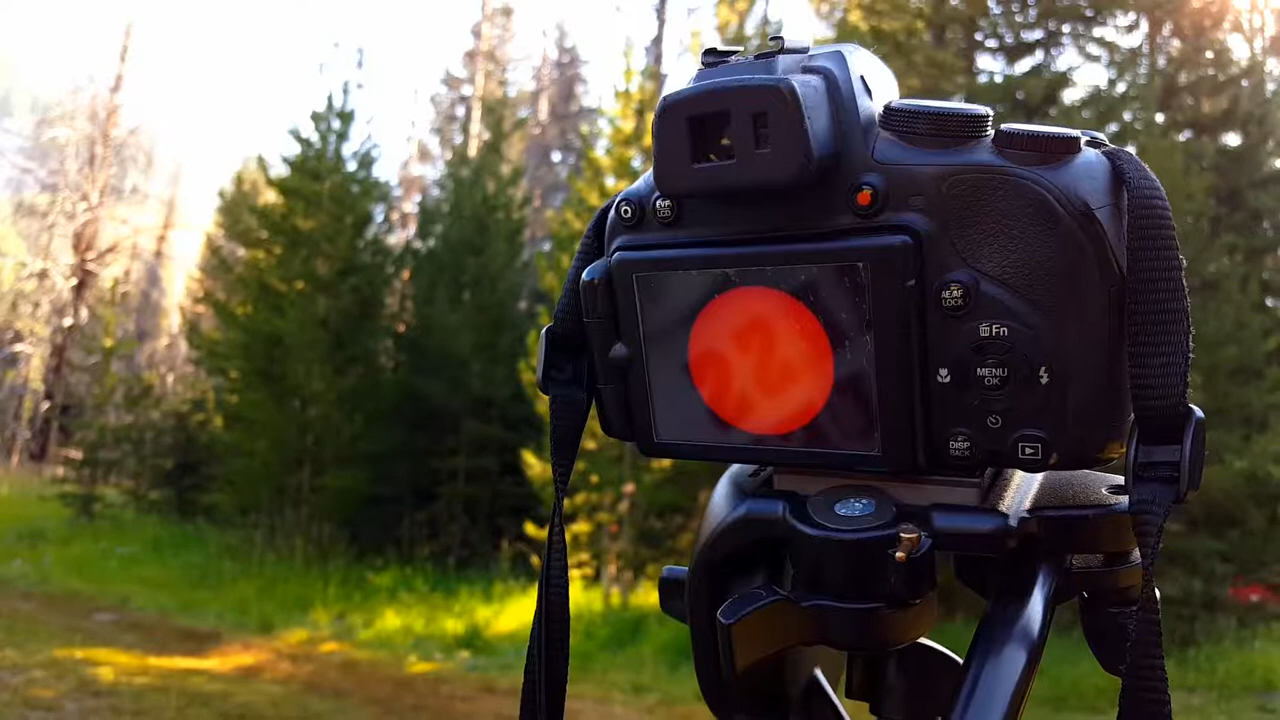 Q
EVF
LCD
AE/AF
LOCK
Fn
MENU
OK
DISP
BACK